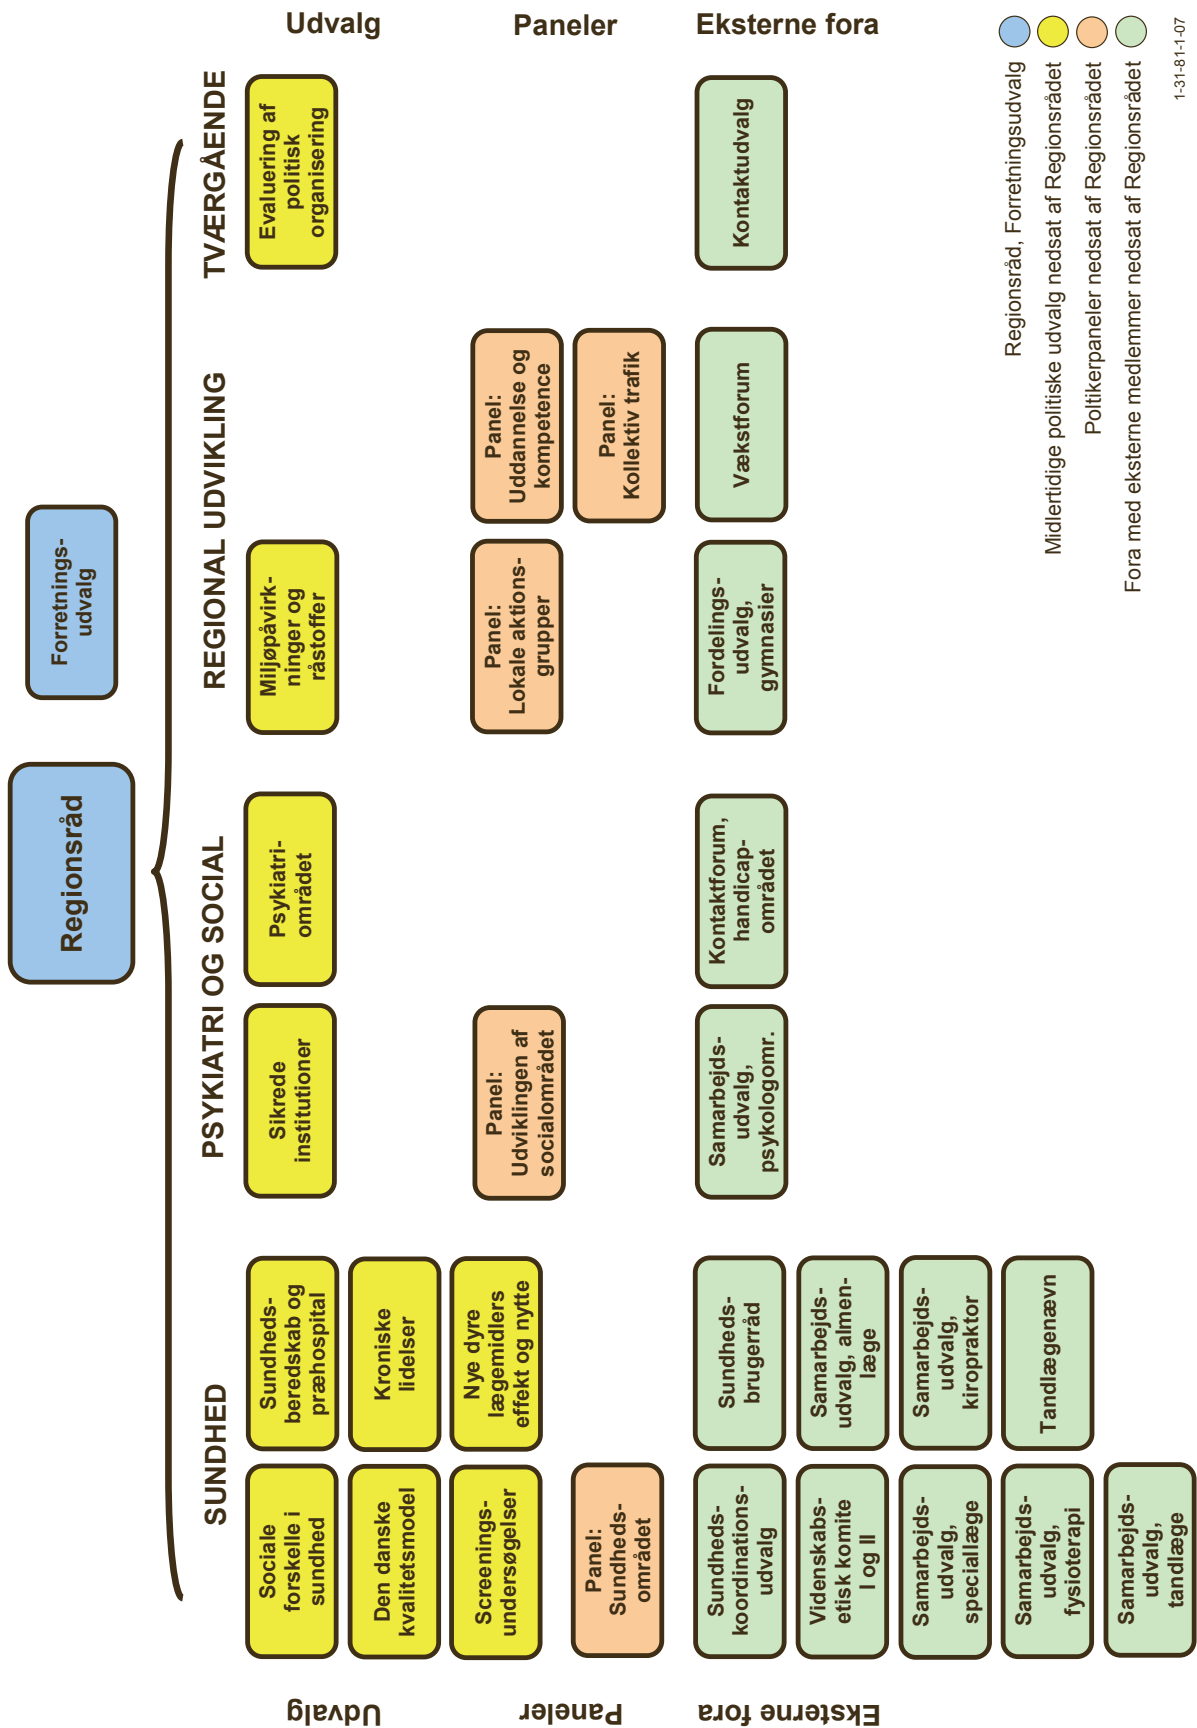 Regionsråd
Forretnings-
udvalg
SUNDHED
PSYKIATRI OG SOCIAL
REGIONAL UDVIKLING
TVÆRGÅENDE
Udvalg
Sociale
forskelle i
sundhed
Sundheds-
beredskab og
præhospital
Sikrede
institutioner
Psykiatri-
området
Miljøpåvirk-
ninger og
råstoffer
Evaluering af
politisk
organisering
Udvalg
Den danske
kvalitetsmodel
Kroniske
lidelser
Screenings-
undersøgelser
Nye dyre
lægemidlers
effekt og nytte
Paneler
Panel:
Udviklingen af
socialområdet
Panel:
Lokale aktions-
grupper
Panel:
Uddannelse og
kompetence
Paneler
Panel:
Sundheds-
området
Panel:
Kollektiv trafik
Eksterne fora
Sundheds-
koordinations-
udvalg
Sundheds-
brugerråd
Samarbejds-
udvalg,
psykologomr.
Kontaktforum,
handicap-
området
Fordelings-
udvalg,
gymnasier
Vækstforum
Kontaktudvalg
Eksterne fora
Videnskabs-
etisk komite
I og II
Samarbejds-
udvalg, almen-
læge
Samarbejds-
udvalg,
speciallæge
Samarbejds-
udvalg,
kiropraktor
Samarbejds-
udvalg,
fysioterapi
Tandlægenævn
Samarbejds-
udvalg,
tandlæge
Regionsråd, Forretningsudvalg
Midlertidige politiske udvalg nedsat af Regionsrådet
Poltikerpaneler nedsat af Regionsrådet
Fora med eksterne medlemmer nedsat af Regionsrådet
1-31-81-1-07